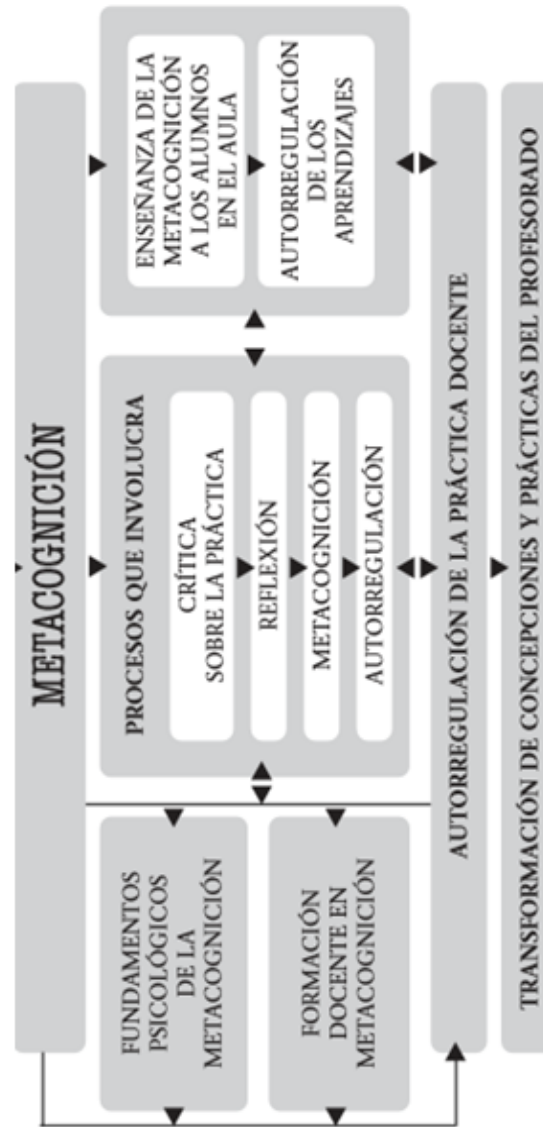 METACOGNICIÓN
FUNDAMENTOS
PSICOLÓGICOS
DE LA
METACOGNICIÓN
FORMACIÓN
DOCENTE EN
METACOGNICIÓN
PROCESOS QUE INVOLUCRA
CRÍTICA
SOBRE LA PRÁCTICA
REFLEXIÓN
METACOGNICIÓN
AUTORREGULACIÓN
ENSEÑANZA DE LA
METACOGNICIÓN
A LOS ALUMNOS
EN EL AULA
AUTORREGULACIÓN
DE LOS
APRENDIZAJES
AUTORREGULACIÓN DE LA PRÁCTICA DOCENTE
TRANSFORMACIÓN DE CONCEPCIONES Y PRÁCTICAS DEL PROFESORADO